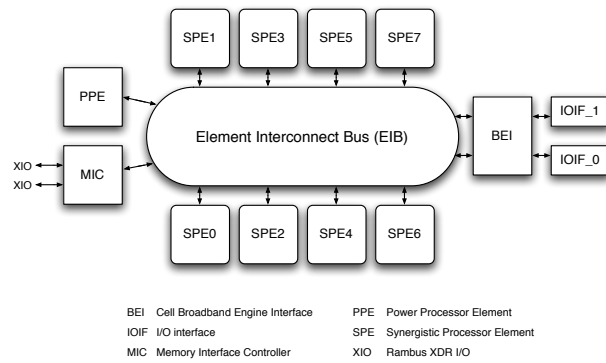 SPE1 SPE3 SPE5 SPE7
PPE
Element Interconnect Bus (EIB)
BEI
IOIF_1
IOIF_0
XIO
XIO
MIC
SPE0 SPE2 SPE4 SPE6
BEI Cell Broadband Engine Interface
PPE Power Processor Element
IOIF I/O interface
SPE Synergistic Processor Element
MIC Memory Interface Controller
XIO Rambus XDR I/O